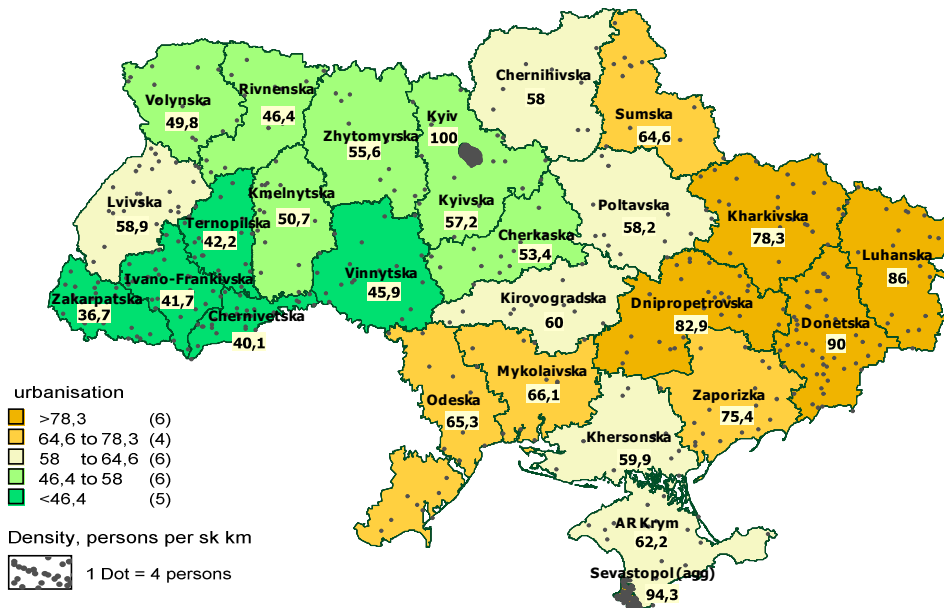 Chernihivska
58
Sumska
64,6
Volynska
49,8
Rivnenska
46,4
Zhytomyrska
55,6
Kyiv
100
Lvivska
58,9
Ternopilska
42,2
Kmelnytska
50,7
Kyivska
57,2
Cherkaska
53,4
Poltavska
58,2
Kharkivska
78,3
Luhanska
86
Zakarpatska
36,7
Ivano-Frankivska
41,7
Chernivetska
40,1
Vinnytska
45,9
Kirovogradska
60
Dnipropetrovska
82,9
Donetska
90
Odeska
65,3
Mykolaivska
66,1
Zaporizka
75,4
Khersonska
59,9
AR Krym
62,2
Sevastopol (agg)
94,3
urbanisation
>78,3 (6)
64,6 to 78,3 (4)
58 to 64,6 (6)
46,4 to 58 (6)
<46,4 (5)
Density, persons per sk km
1 Dot = 4 persons